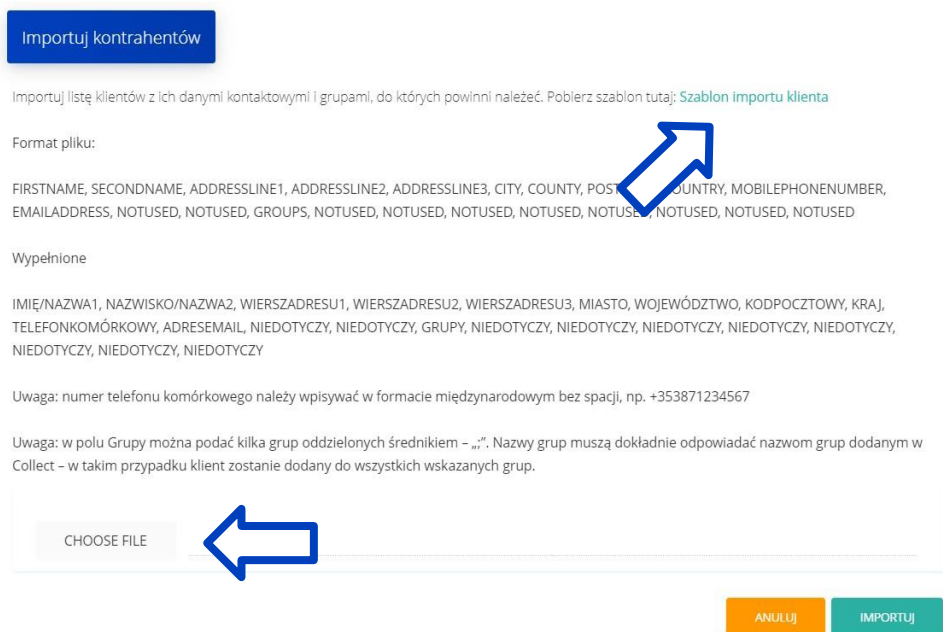 Importuj kontrahentów
Importuj listę klientów z ich danymi kontaktowymi i grupami, do których powinni należeć. Pobierz szablon tutaj: Szablon importu klienta
Format pliku:
FIRSTNAME, SECONDNAME, ADDRESSLINE1, ADDRESSLINE2, ADDRESSLINE3, CITY, COUNTY, MOBILEPHONENUMBER,
EMAILADDRESS, NOTUSED, NOTUSED, GROUPS, NOTUSED, NOTUSED, NOTUSED, NOTUSED, NOTUSED, NOTUSED, NOTUSED, NOTUSED
Wypełnione
IMIĘ/NAZWA1, NAZWISKO/NAZWA2, WIERSZADRESU1, WIERSZADRESU2, WIERSZADRESU3, MIASTO, WOJEWÓDZTWO, KODPOCZTOWY, KRAJ,
TELEFONKOMÓRKOWY, ADRESEMAIL, NIEDOTYCZY, NIEDOTYCZY, GRUPY, NIEDOTYCZY, NIEDOTYCZY, NIEDOTYCZY, NIEDOTYCZY, NIEDOTYCZY,
NIEDOTYCZY, NIEDOTYCZY, NIEDOTYCZY
Uwaga: numer telefonu komórkowego należy wpisywać w formacie międzynarodowym bez spacji, np. +353871234567
Uwaga: w polu Grupy można podać kilka grup oddzielonych średnikiem – „;”. Nazwy grup muszą dokładnie odpowiadać nazwom grup dodanym w
Collect – w takim przypadku klient zostanie dodany do wszystkich wskazanych grup.
CHOOSE FILE
ANULUJ
IMPORTUJ